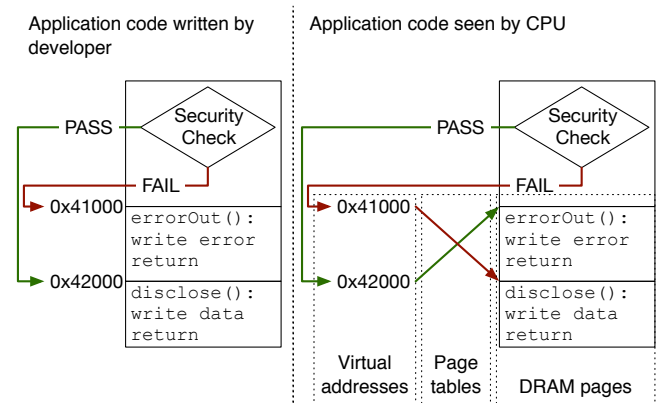 Application code written by
developer
Security
Check
PASS
FAIL
0x41000
errorOut():
write error
return
0x42000
disclose():
write data
return
Application code seen by CPU
Security
Check
PASS
FAIL
0x41000
errorOut():
write error
return
0x42000
disclose():
write data
return
Virtual
addresses
Page
tables
DRAM pages